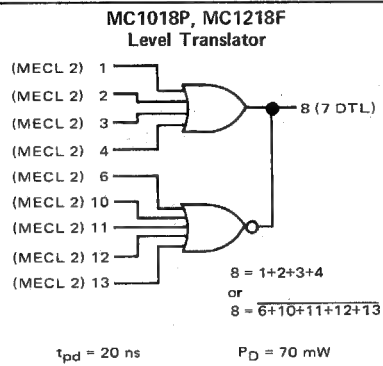 MC1018P, MC1218F
Level Translator
(MECL 2) 1
(MECL 2) 2
(MECL 2) 3
(MECL 2) 4
8 (7 DTL)
(MECL 2) 6
(MECL 2) 10
(MECL 2) 11
(MECL 2) 12
(MECL 2) 13
8 = 1+2+3+4
or
8 = 6+10+11+12+13
tpd = 20 ns
PD = 70 mW